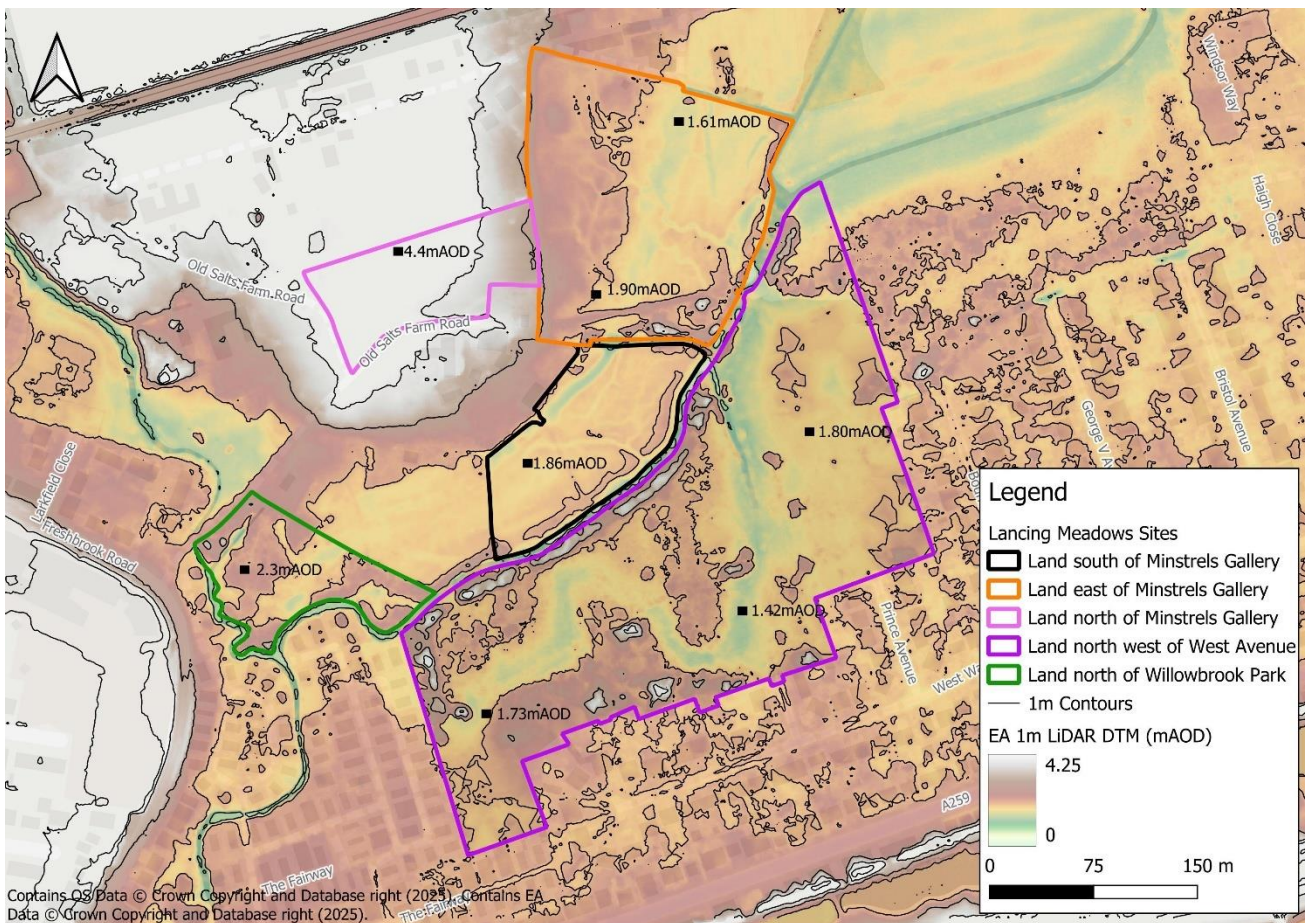 Windsor Way
1.61mAOD
Haigh Close
4.4mAOD
Old Salts Farm Road
1.90mAOD
Old Salts Farm Road
Bristol Avenue
George V A
1.80mAOD
1.86mAOD
Larkfield Close
Freshbrook Road
2.3mAOD
1.42mAOD
Prince Avenue
West Wa
1.73mAOD
A259
The Fairway
The Fairway
Legend
Lancing Meadows Sites
Land south of Minstrels Gallery
Land east of Minstrels Gallery
Land north of Minstrels Gallery
Land north west of West Avenue
Land north of Willowbrook Park
1m Contours
EA 1m LiDAR DTM (mAOD)
4.25
0
0 75 150 m
Contains OS Data © Crown Copyright and Database right (2025). Contains EA
Data © Crown Copyright and Database right (2025).